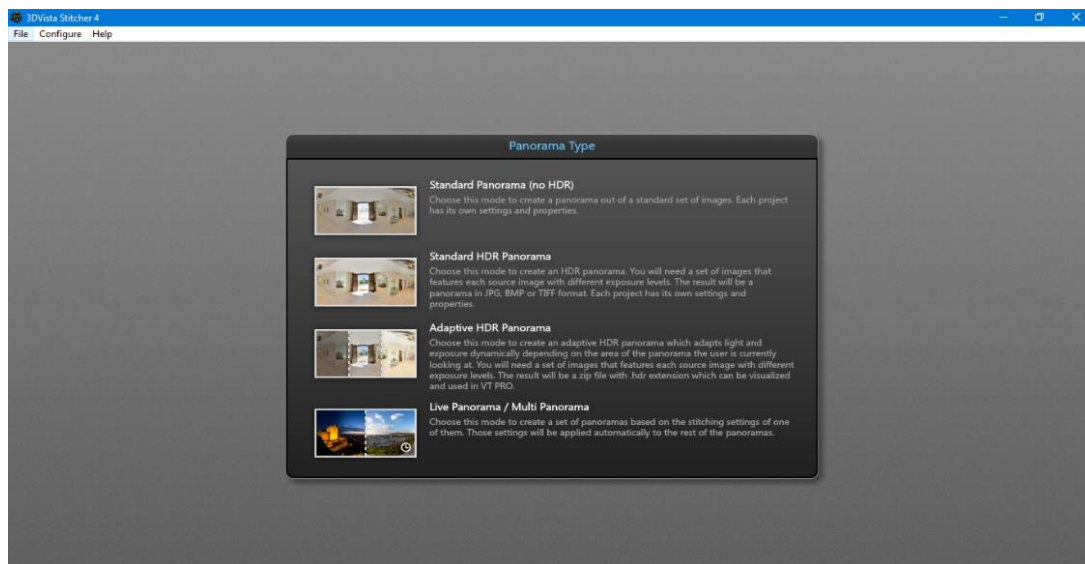 3DVista Stitcher 4
File Configure Help
Panorama Type
Standard Panorama (no HDR)
Choose this mode to create a panorama out of a standard set of images. Each project
has its own settings and properties.
Standard HDR Panorama
Choose this mode to create an HDR panorama. You will need a set of images that
features each source image with different exposure levels. The result will be a
panorama in JPG, BMP or TIFF format. Each project has its own settings and
properties.
Adaptive HDR Panorama
Choose this mode to create an adaptive HDR panorama which adapts light and
exposure dynamically depending on the area of the panorama the user is currently
looking at. You will need a set of images that features each source image with different
exposure levels. The result will be a zip file with .hdr extension which can be visualized
and used in VT PRO.
Live Panorama / Multi Panorama
Choose this mode to create a set of panoramas based on the stitching settings of one
of them. Those settings will be applied automatically to the rest of the panoramas.